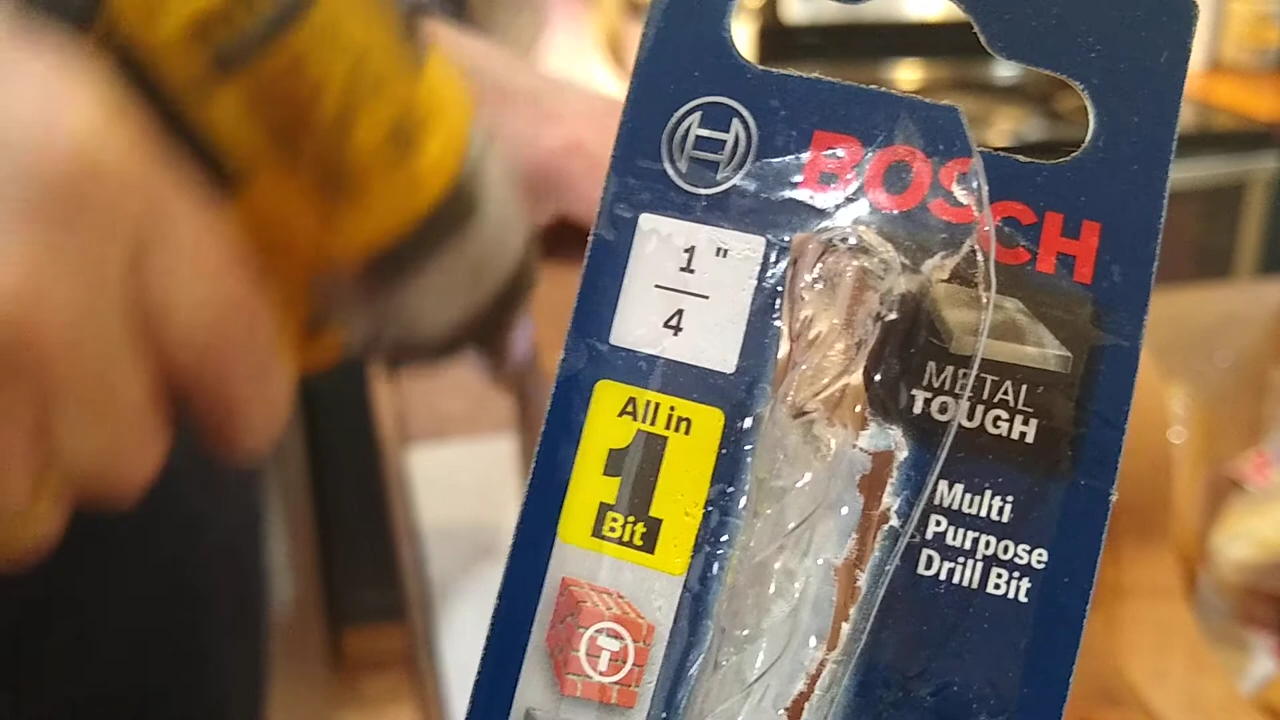 BOSCH
1"
4
METAL
TOUGH
All in
1
Bit
Multi
Purpose
Drill Bit